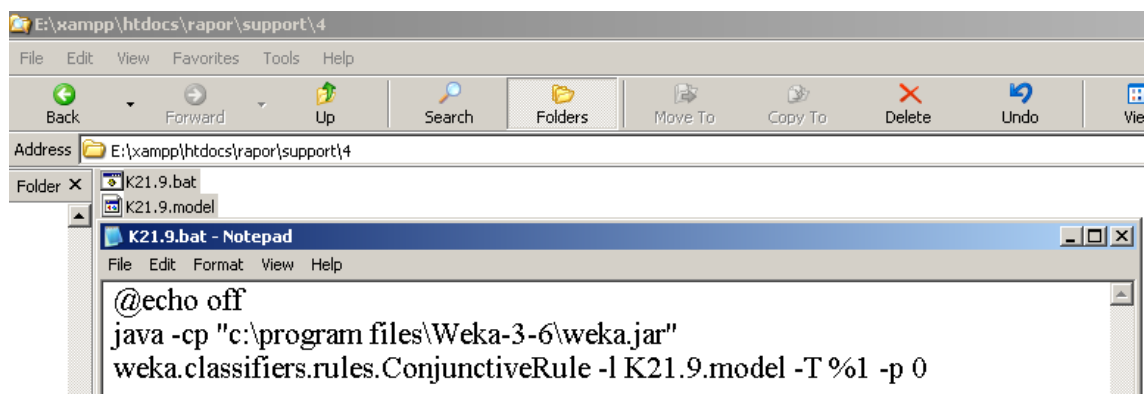 E:\xampp\htdocs\rapor\support\4
File Edit View Favorites Tools Help
Back Forward Up Search Folders Move To Copy To Delete Undo Vie
Address E:\xampp\htdocs\rapor\support\4
Folder X K21.9.bat
K21.9.model
K21.9.bat - Notepad
File Edit Format View Help
@echo off
java -cp "c:\program files\Weka-3-6\weka.jar"
weka.classifiers.rules.ConjunctiveRule -l K21.9.model -T %1 -p 0